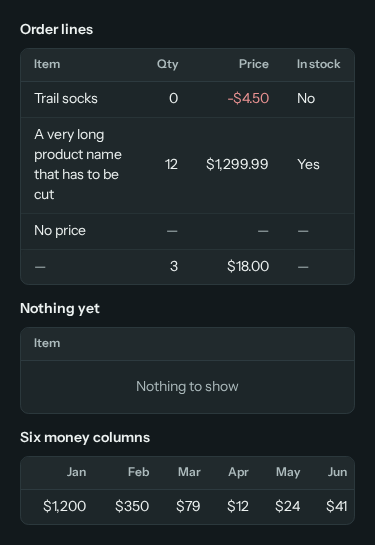 Order lines
Item Qty Price In stock
Trail socks 0 -$4.50 No
A very long
product name
that has to be
cut
12 $1,299.99 Yes
No price — — —
— 3 $18.00 —
Nothing yet
Item
Nothing to show
Six money columns
Jan Feb Mar Apr May Jun
$1,200 $350 $79 $12 $24 $41